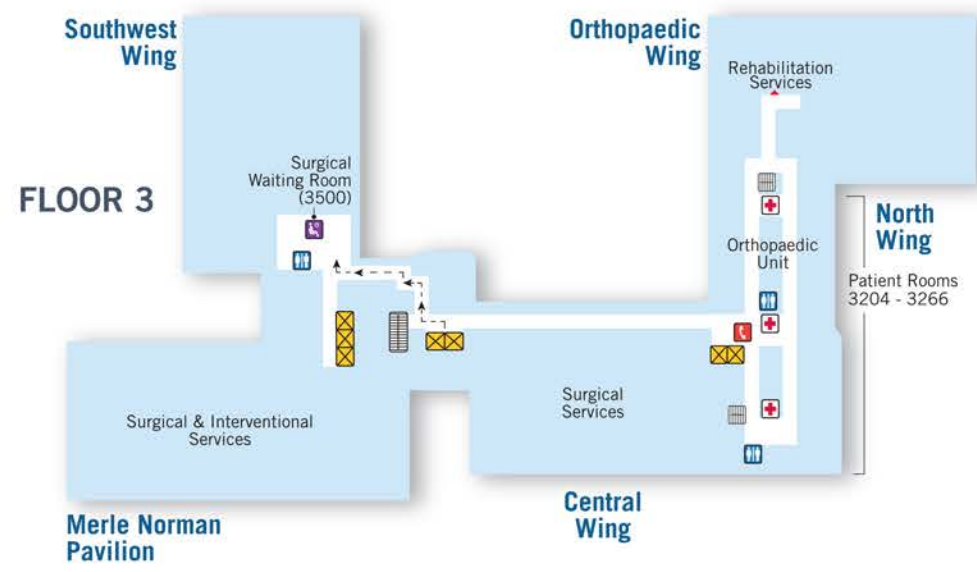 Southwest
Wing
Orthopaedic
Wing
Rehabilitation
Services
Surgical
Waiting Room
(3500)
FLOOR 3
North
Wing
Orthopaedic
Unit
Patient Rooms
3204 - 3266
Surgical
Services
Surgical & Interventional
Services
Central
Wing
Merle Norman
Pavilion